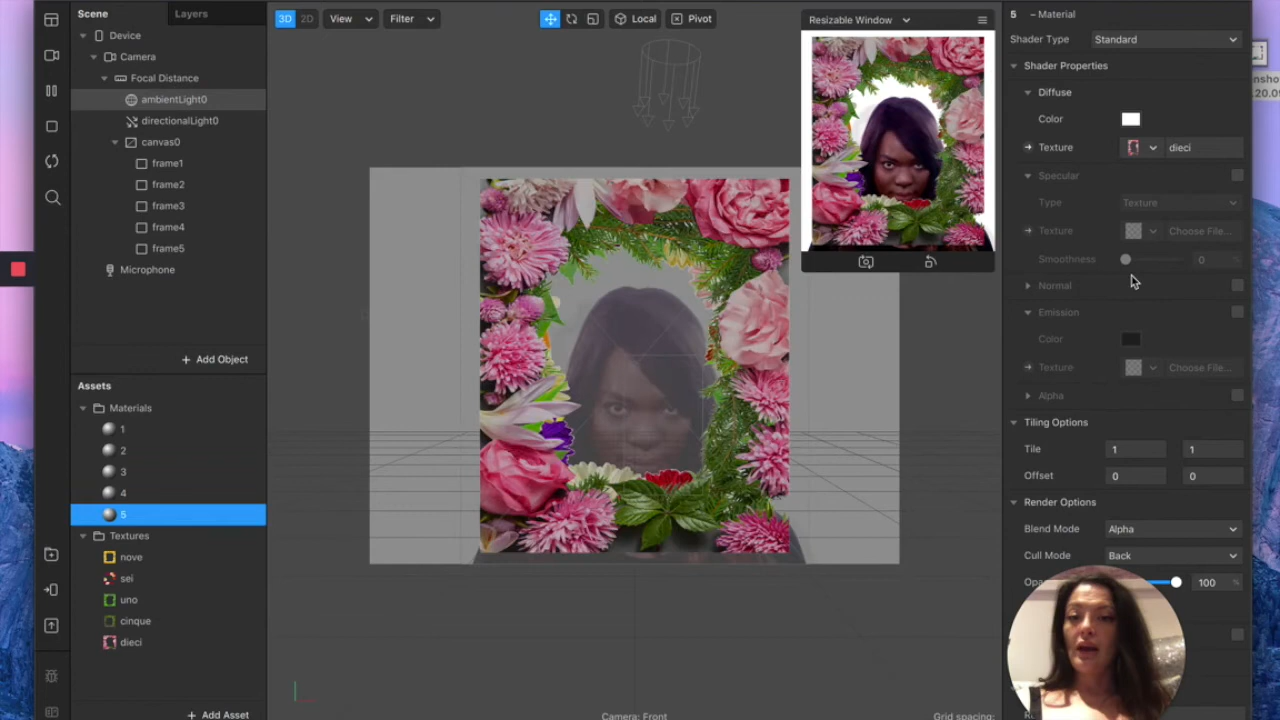 Scene
Layers
Device
Camera
Focal Distance
ambientLight0
directionalLight0
canvas0
frame1
frame2
frame3
frame4
frame5
Microphone
+ Add Object
Assets
Materials
1
2
3
4
5
Textures
nove
sei
uno
cinque
dieci
+ Add Asset
3D 2D View Filter Local Pivot
Resizable Window
Camera: Front
Grid spacing:
5 – Material
Shader Type Standard
Shader Properties
Diffuse
Color
Texture dieci
Specular
Type Texture
Texture Choose File...
Smoothness 0 %
Normal
Emission
Color
Texture Choose File...
Alpha
Tiling Options
Tile 1 1
Offset 0 0
Render Options
Blend Mode Alpha
Cull Mode Back
100 %
enshot
.20.09